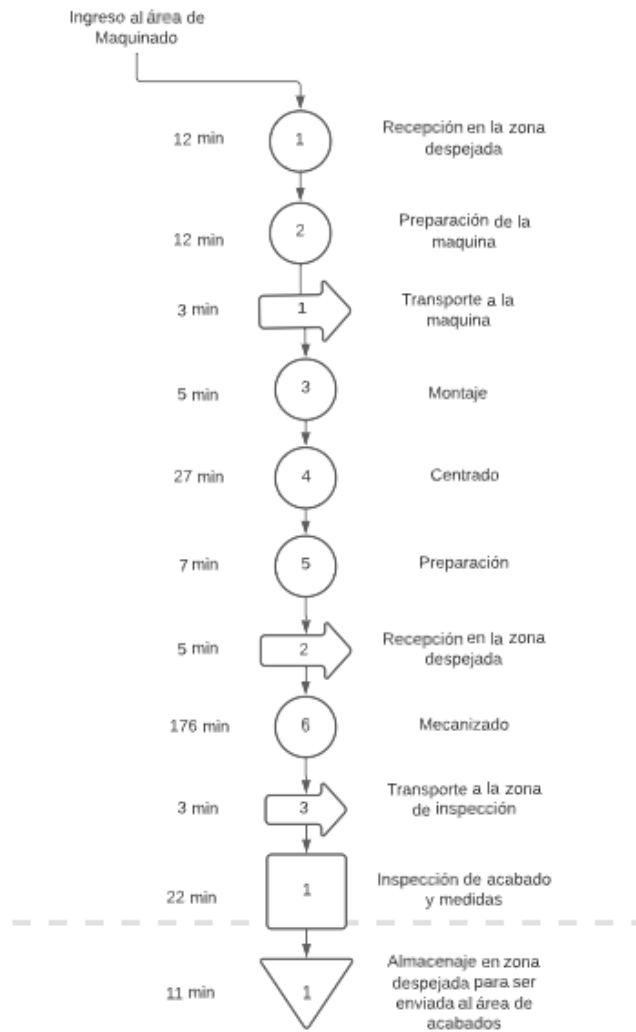 Ingreso al área de
Maquinado
12 min
1
Recepción en la zona
despejada
12 min
2
Preparación de la
maquina
3 min
1
Transporte a la
maquina
5 min
3
Montaje
27 min
4
Centrado
7 min
5
Preparación
5 min
2
Recepción en la zona
despejada
176 min
6
Mecanizado
3 min
3
Transporte a la zona
de inspección
22 min
1
Inspección de acabado
y medidas
11 min
1
Almacenaje en zona
despejada para ser
enviada al área de
acabados